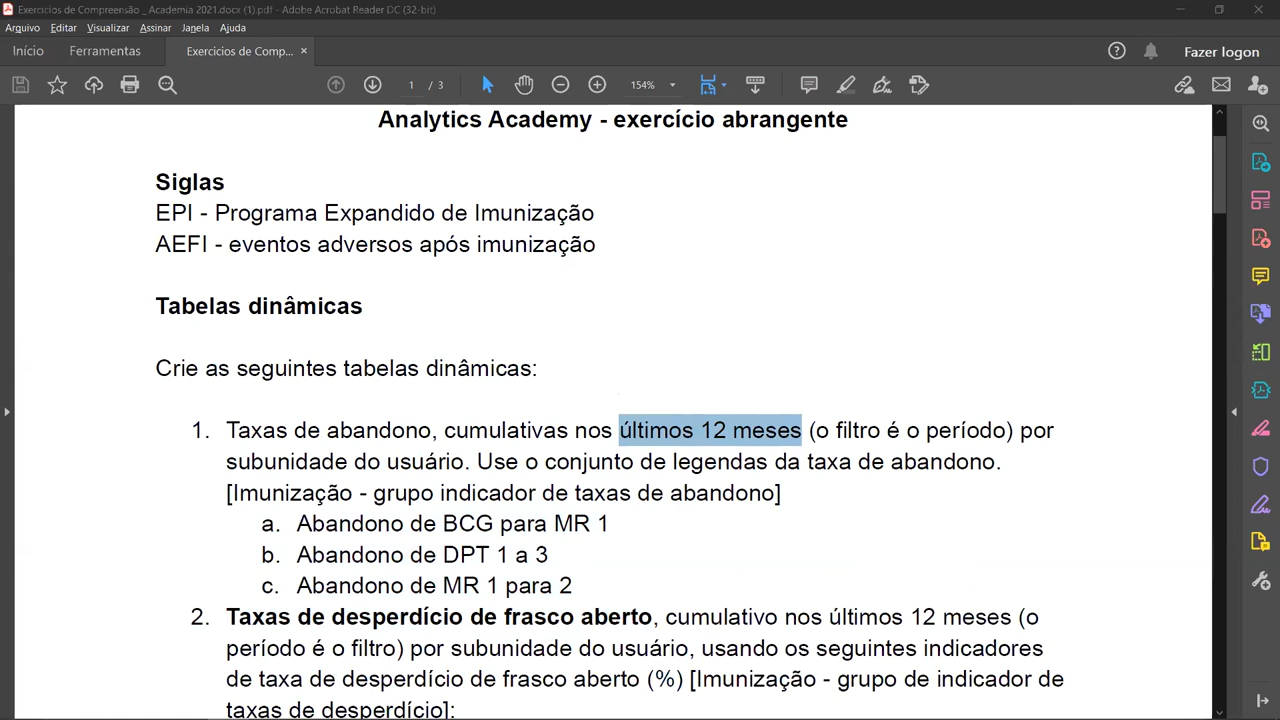 Exercicios de Compreensão _ Academia 2021.docx (1).pdf - Adobe Acrobat Reader DC (32-bit)
Arquivo Editar Visualizar Assinar Janela Ajuda
Início Ferramentas Exercicios de Comp... × Fazer logon
1 / 3 154%
Analytics Academy - exercício abrangente
Siglas
EPI - Programa Expandido de Imunização
AEFI - eventos adversos após imunização
Tabelas dinâmicas
Crie as seguintes tabelas dinâmicas:
1. Taxas de abandono, cumulativas nos últimos 12 meses (o filtro é o período) por
subunidade do usuário. Use o conjunto de legendas da taxa de abandono.
[Imunização - grupo indicador de taxas de abandono]
a. Abandono de BCG para MR 1
b. Abandono de DPT 1 a 3
c. Abandono de MR 1 para 2
2. Taxas de desperdício de frasco aberto, cumulativo nos últimos 12 meses (o
período é o filtro) por subunidade do usuário, usando os seguintes indicadores
de taxa de desperdício de frasco aberto (%) [Imunização - grupo de indicador de
taxas de desperdício]: